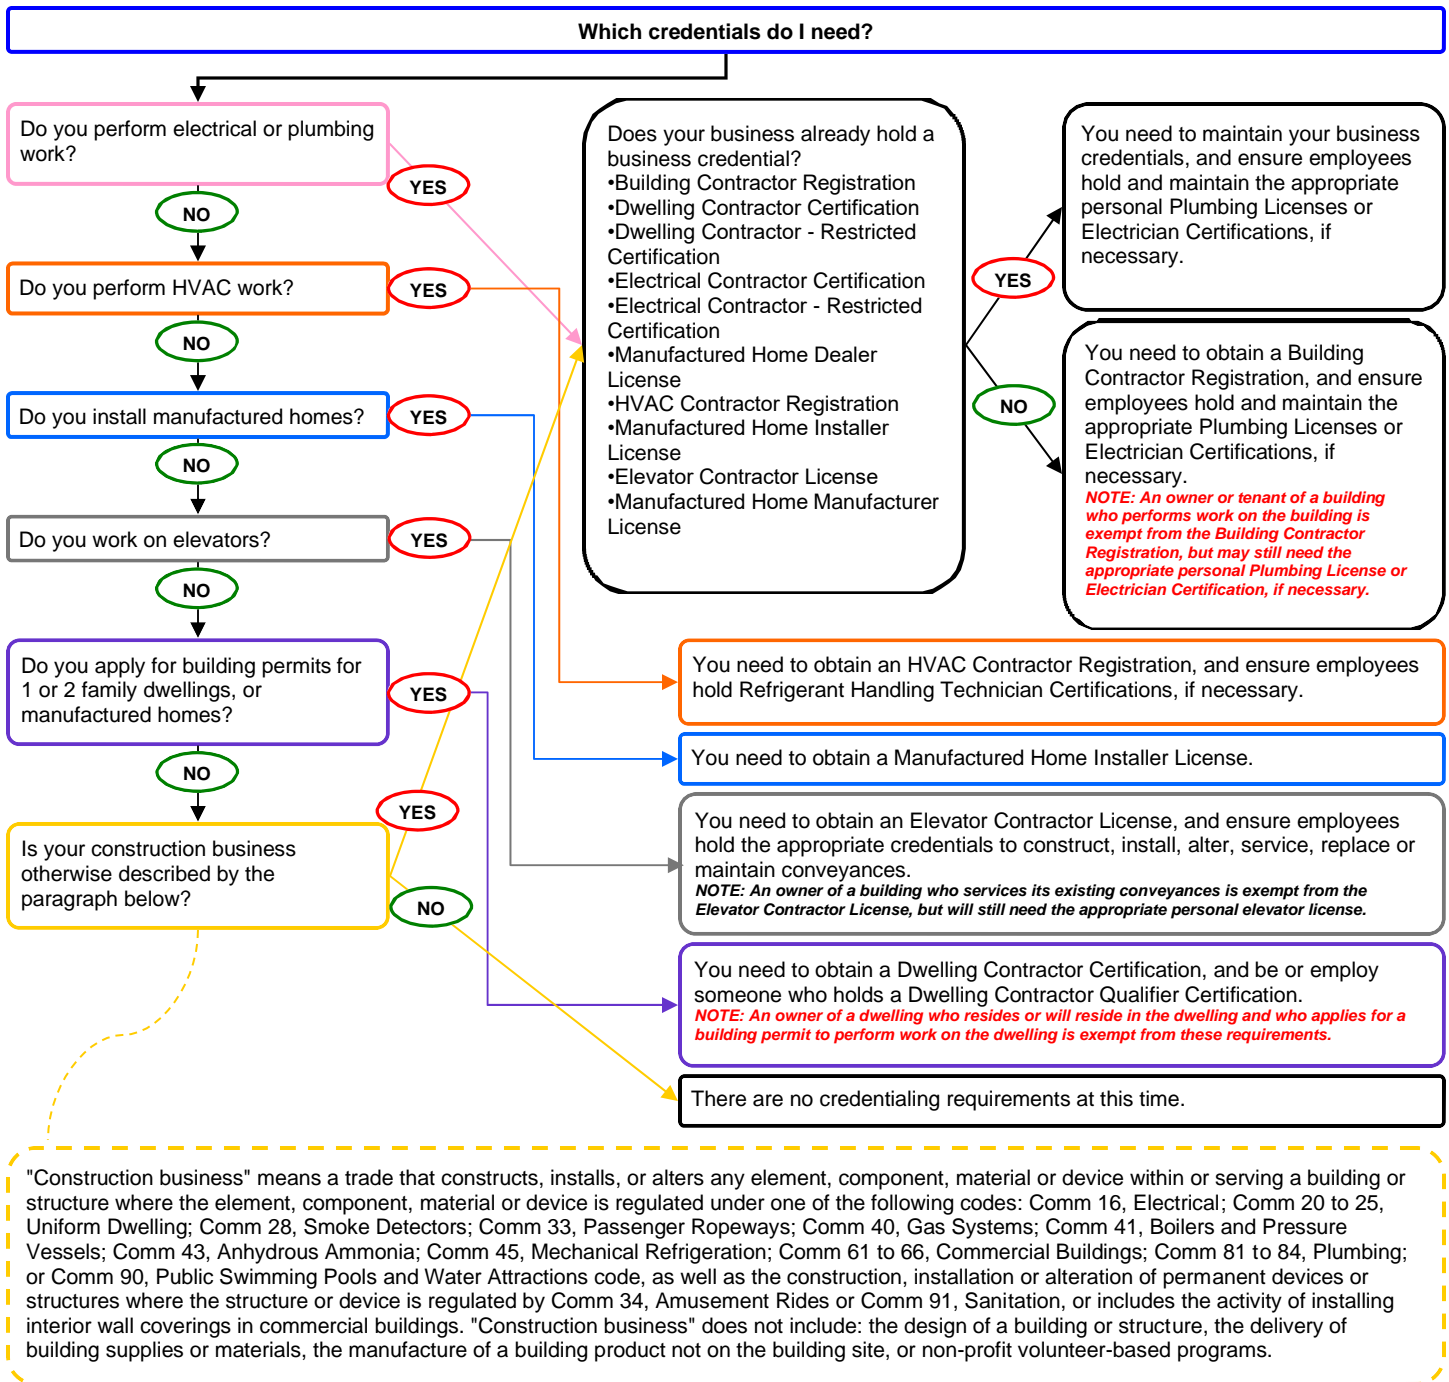 Which credentials do I need?
Do you perform electrical or plumbing
work?
YES
NO
Do you perform HVAC work?
YES
NO
Do you install manufactured homes?
YES
NO
Do you work on elevators?
YES
NO
Do you apply for building permits for
1 or 2 family dwellings, or
manufactured homes?
YES
NO
Is your construction business
otherwise described by the
paragraph below?
YES
NO
Does your business already hold a
business credential?
•Building Contractor Registration
•Dwelling Contractor Certification
•Dwelling Contractor - Restricted
Certification
•Electrical Contractor Certification
•Electrical Contractor - Restricted
Certification
•Manufactured Home Dealer
License
•HVAC Contractor Registration
•Manufactured Home Installer
License
•Elevator Contractor License
•Manufactured Home Manufacturer
License
YES
NO
You need to maintain your business
credentials, and ensure employees
hold and maintain the appropriate
personal Plumbing Licenses or
Electrician Certifications, if
necessary.
You need to obtain a Building
Contractor Registration, and ensure
employees hold and maintain the
appropriate Plumbing Licenses or
Electrician Certifications, if
necessary.
NOTE: An owner or tenant of a building
who performs work on the building is
exempt from the Building Contractor
Registration, but may still need the
appropriate personal Plumbing License or
Electrician Certification, if necessary.
You need to obtain an HVAC Contractor Registration, and ensure employees
hold Refrigerant Handling Technician Certifications, if necessary.
You need to obtain a Manufactured Home Installer License.
You need to obtain an Elevator Contractor License, and ensure employees
hold the appropriate credentials to construct, install, alter, service, replace or
maintain conveyances.
NOTE: An owner of a building who services its existing conveyances is exempt from the
Elevator Contractor License, but will still need the appropriate personal elevator license.
You need to obtain a Dwelling Contractor Certification, and be or employ
someone who holds a Dwelling Contractor Qualifier Certification.
NOTE: An owner of a dwelling who resides or will reside in the dwelling and who applies for a
building permit to perform work on the dwelling is exempt from these requirements.
There are no credentialing requirements at this time.
"Construction business" means a trade that constructs, installs, or alters any element, component, material or device within or serving a building or
structure where the element, component, material or device is regulated under one of the following codes: Comm 16, Electrical; Comm 20 to 25,
Uniform Dwelling; Comm 28, Smoke Detectors; Comm 33, Passenger Ropeways; Comm 40, Gas Systems; Comm 41, Boilers and Pressure
Vessels; Comm 43, Anhydrous Ammonia; Comm 45, Mechanical Refrigeration; Comm 61 to 66, Commercial Buildings; Comm 81 to 84, Plumbing;
or Comm 90, Public Swimming Pools and Water Attractions code, as well as the construction, installation or alteration of permanent devices or
structures where the structure or device is regulated by Comm 34, Amusement Rides or Comm 91, Sanitation, or includes the activity of installing
interior wall coverings in commercial buildings. "Construction business" does not include: the design of a building or structure, the delivery of
building supplies or materials, the manufacture of a building product not on the building site, or non-profit volunteer-based programs.